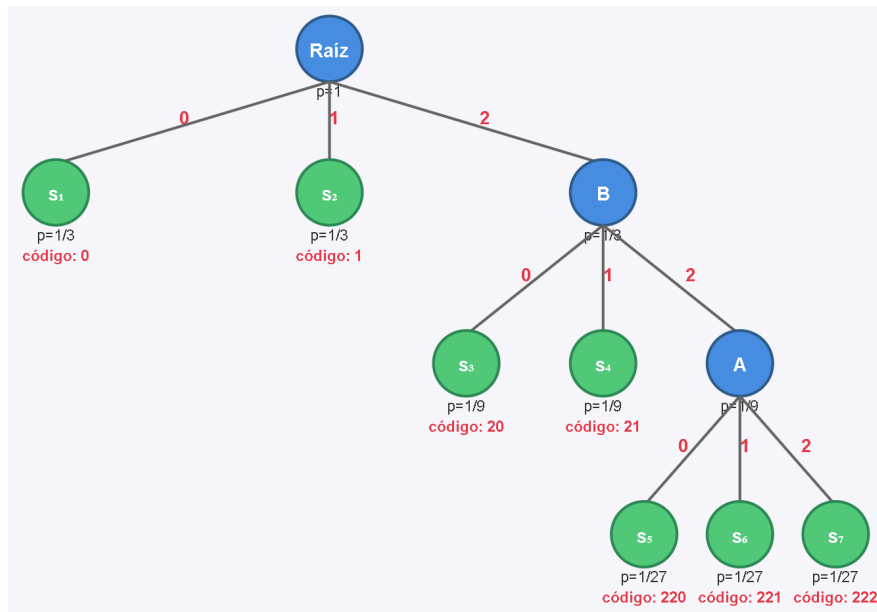 Raíz
p=1
0
1
2
s₁
s₂
B
p=1/3
p=1/3
p=1/3
código: 0
código: 1
0
1
2
s₃
s₄
A
p=1/9
p=1/9
p=1/9
código: 20
código: 21
0
1
2
s₅
s₆
s₇
p=1/27
p=1/27
p=1/27
código: 220
código: 221
código: 222